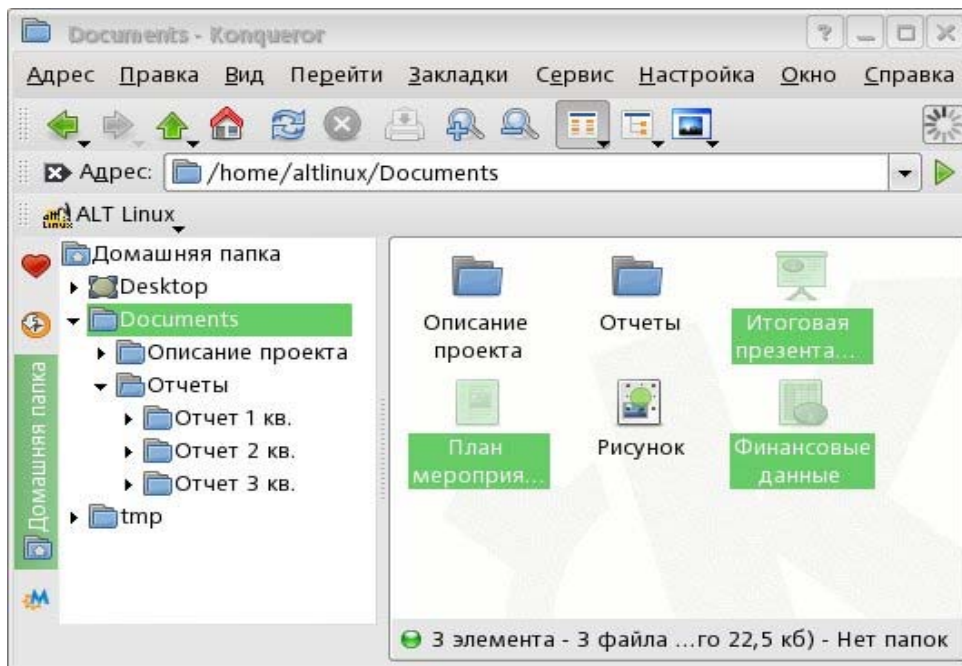 Documents - Konqueror
Адрес Правка Вид Перейти Закладки Сервис Настройка Окно Справка
Адрес: /home/altlinux/Documents
ALT Linux
Домашняя папка
Домашняя папка
Desktop
Documents
Описание проекта
Отчеты
Отчет 1 кв.
Отчет 2 кв.
Отчет 3 кв.
tmp
Описание
проекта
Отчеты
Итоговая
презента...
План
мероприя...
Рисунок
Финансовые
данные
3 элемента - 3 файла ...го 22,5 кб) - Нет папок